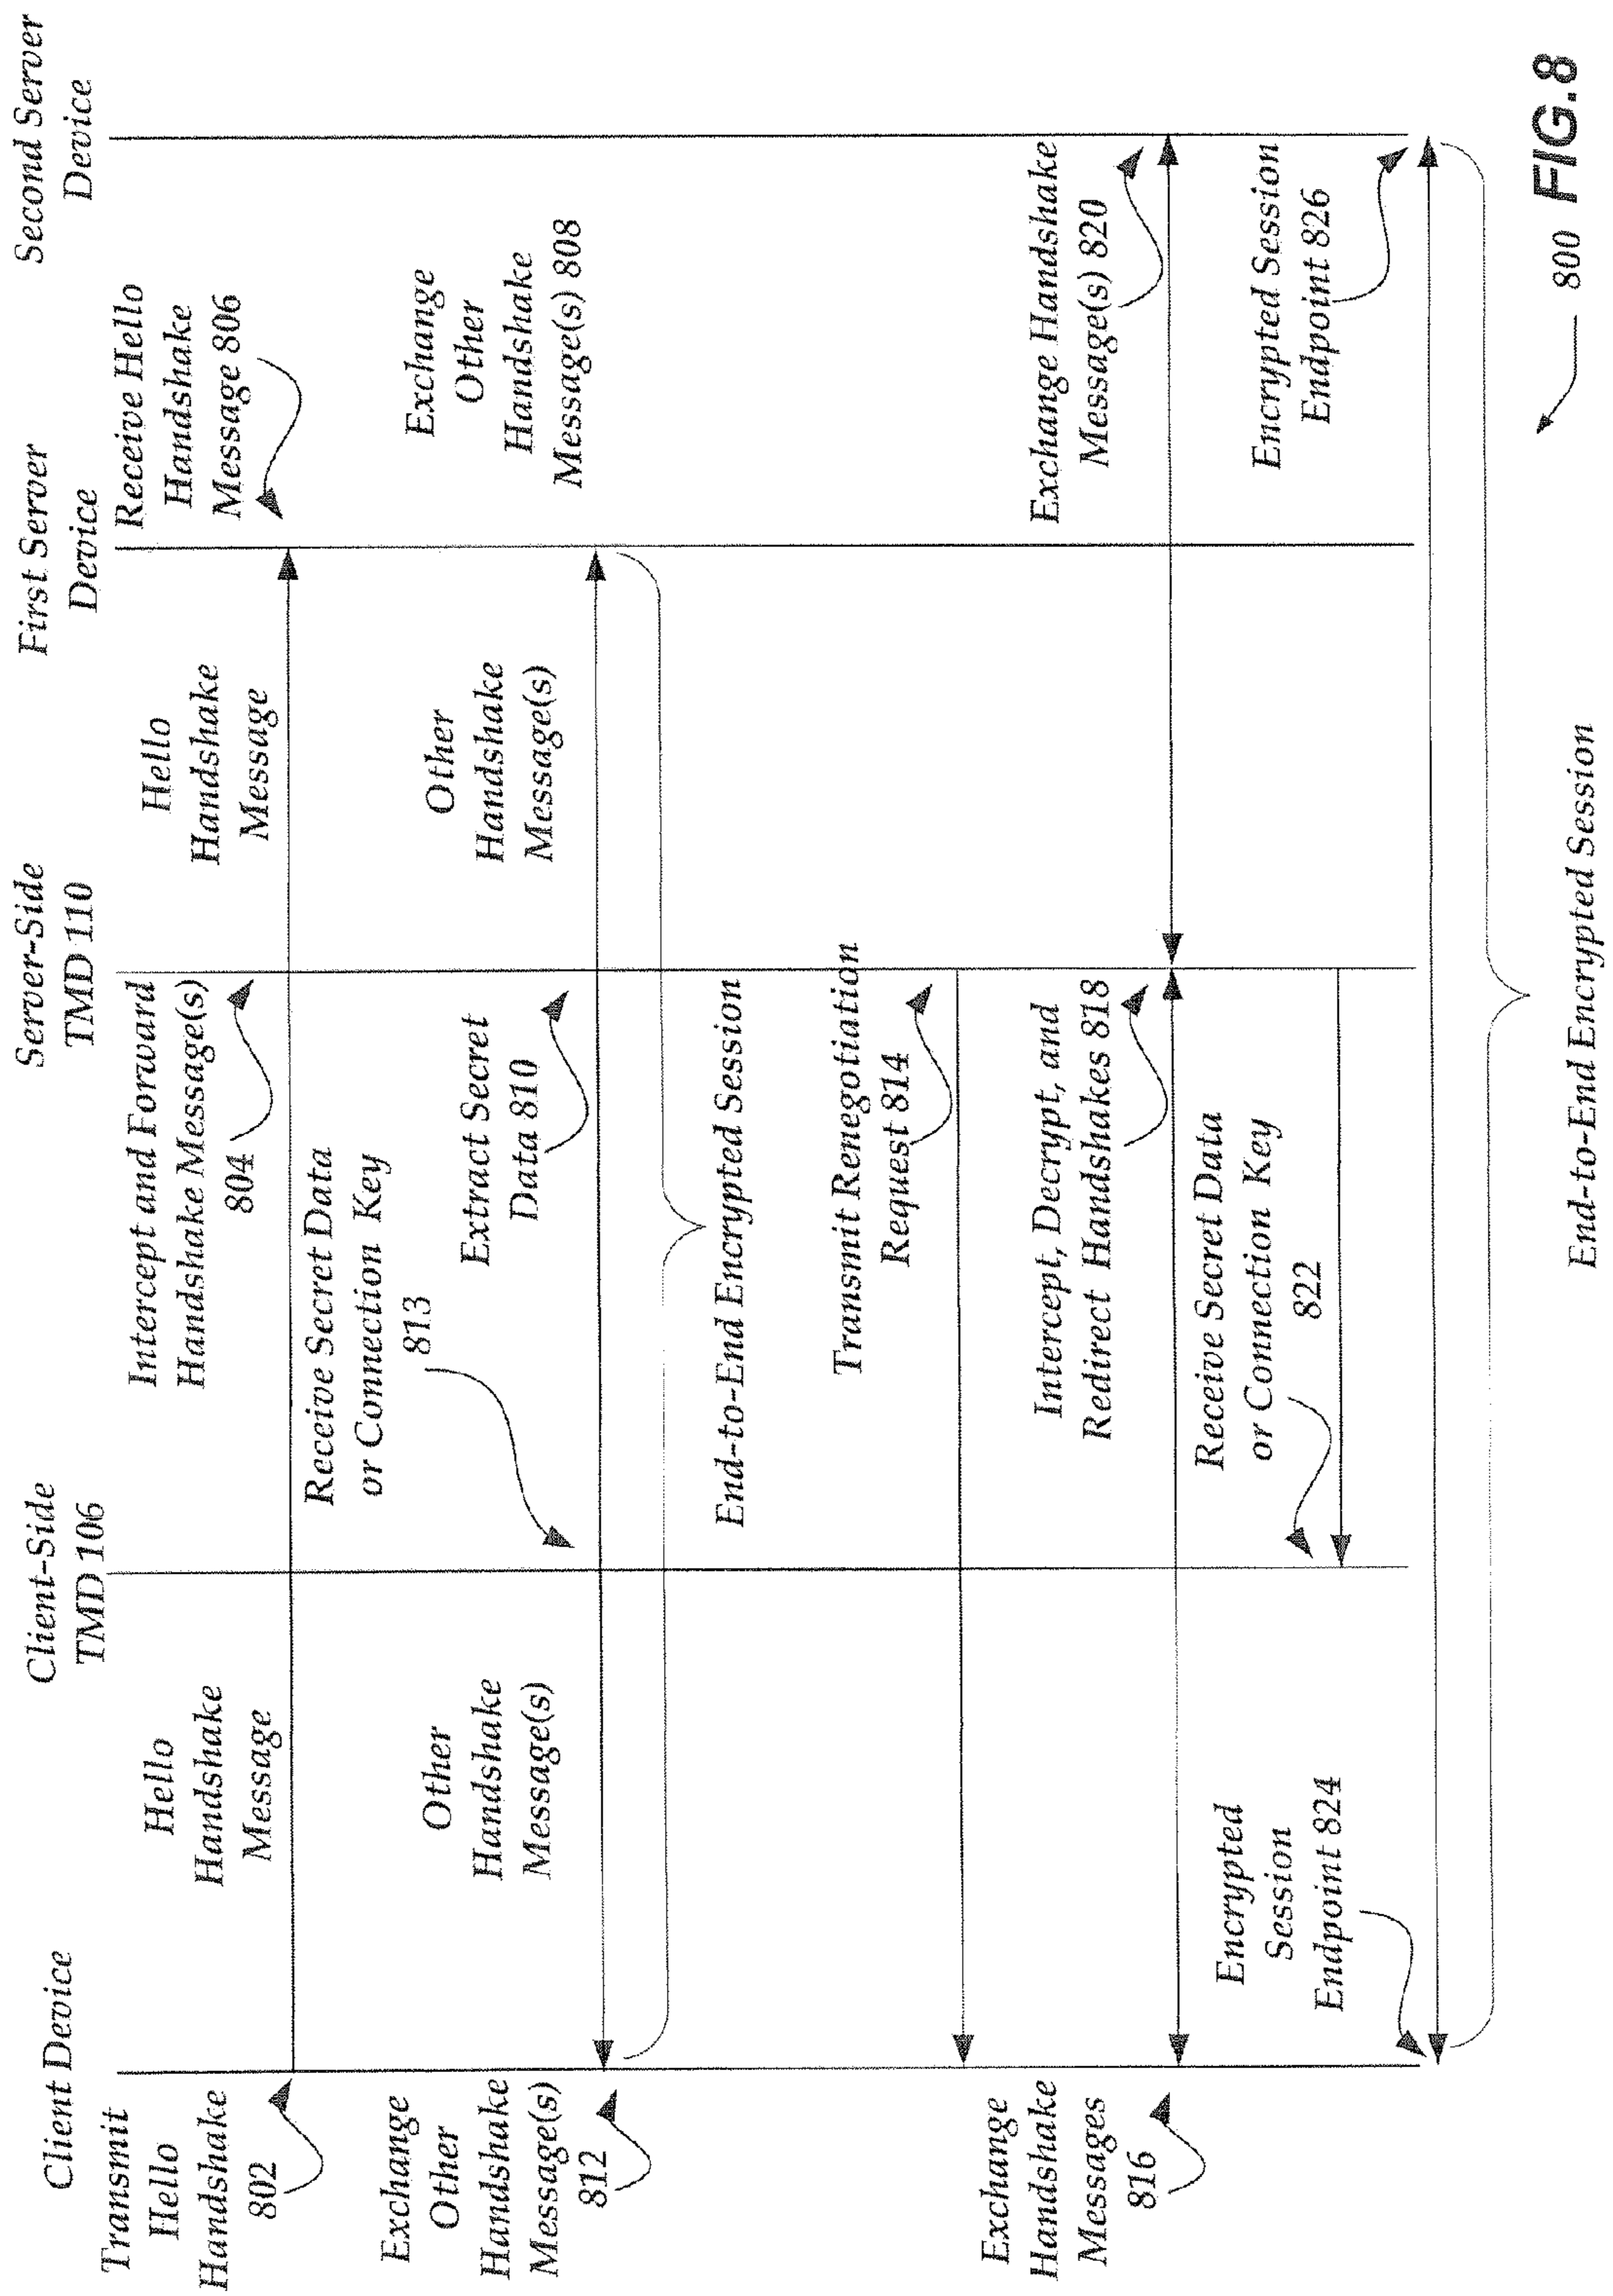 Client Device
Client-Side
TMD 106
Server-Side
TMD 110
First Server
Device
Second Server
Device
Transmit
Hello
Handshake
802
Hello
Handshake
Message
Intercept and Forward
Handshake Message(s)
804
Hello
Handshake
Message
Receive Hello
Handshake
Message 806
Receive Secret Data
or Connection Key
813
Exchange
Other
Handshake
Message(s)
812
Other
Handshake
Message(s)
Extract Secret
Data 810
Other
Handshake
Message(s)
Exchange
Other
Handshake
Message(s) 808
End-to-End Encrypted Session
Transmit Renegotiation
Request 814
Exchange
Handshake
Messages
816
Intercept, Decrypt, and
Redirect Handshakes 818
Exchange Handshake
Message(s) 820
Receive Secret Data
or Connection Key
822
Encrypted
Session
Endpoint 824
Encrypted Session
Endpoint 826
End-to-End Encrypted Session
800 FIG.8